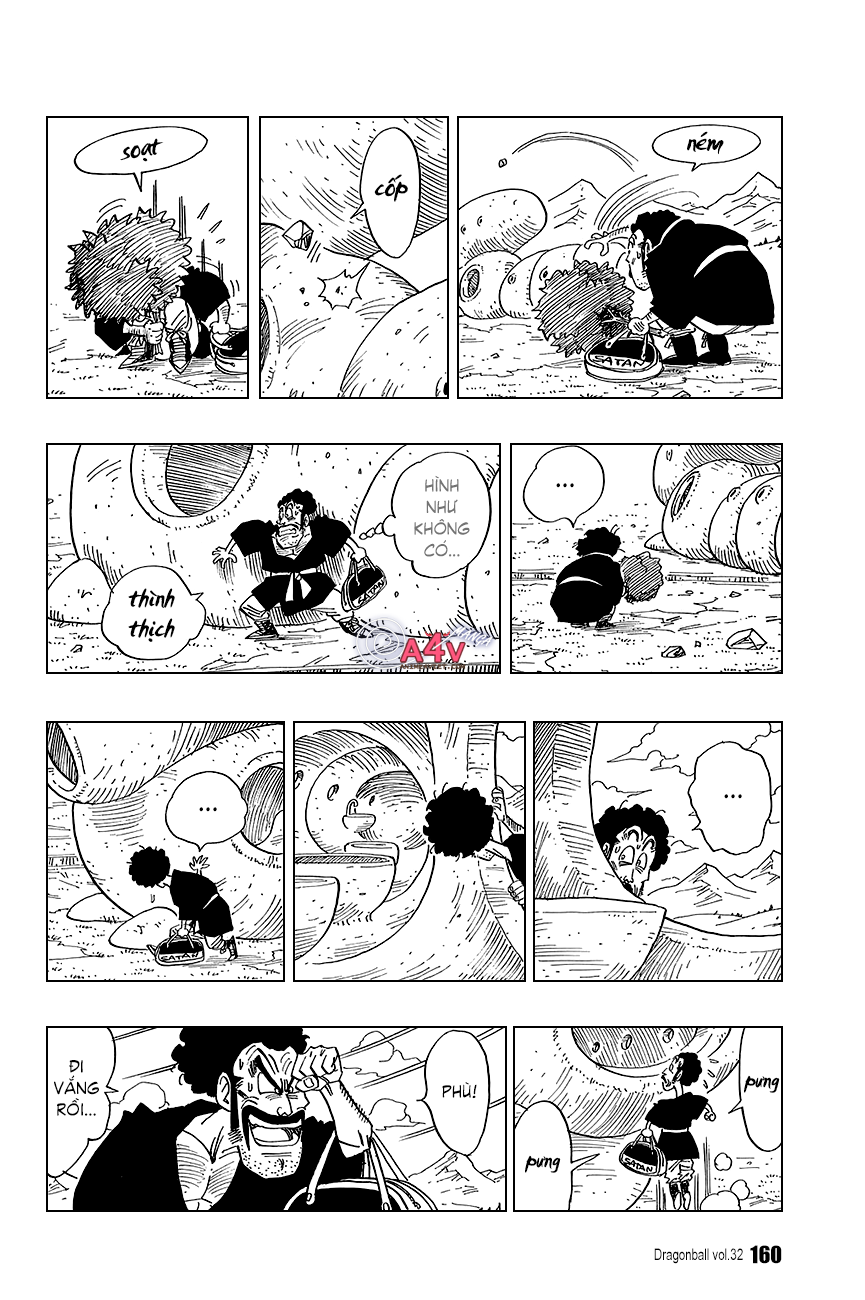 ném
SATAN
cốp
soạt
...
HÌNH
NHƯ
KHÔNG
CÓ...
SATAN
thình
thịch
A4V
...
...
SATAN
pưng
SATAN
pưng
PHÙ!
ĐI
VẮNG
RỒI...
Dragonball vol.32 160